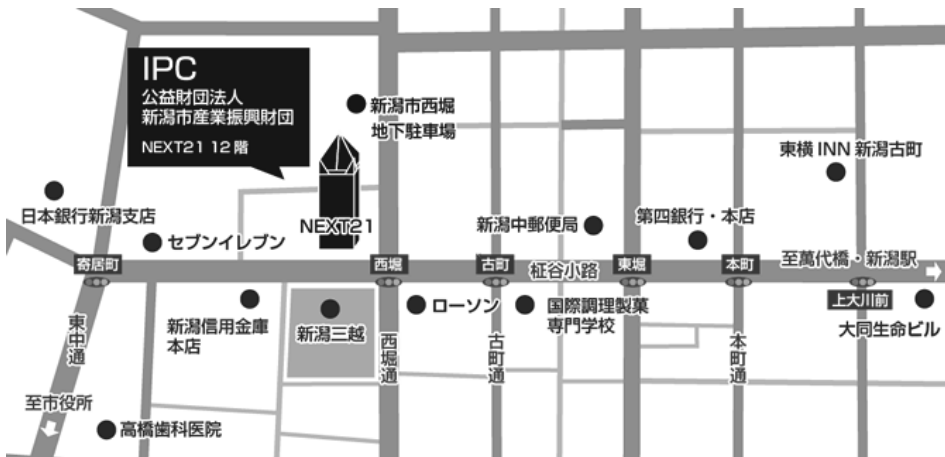 IPC
公益財団法人
新潟市産業振興財団
NEXT21 12階
新潟市西堀
地下駐車場
東横INN 新潟古町
日本銀行新潟支店
NEXT21
新潟中郵便局
第四銀行・本店
セブンイレブン
寄居町
西堀
古町
柾谷小路
東堀
本町
至萬代橋・新潟駅
上大川前
新潟信用金庫
本店
新潟三越
ローソン
国際調理製菓
専門学校
大同生命ビル
東中通
西堀通
古町通
本町通
至市役所
高橋歯科医院